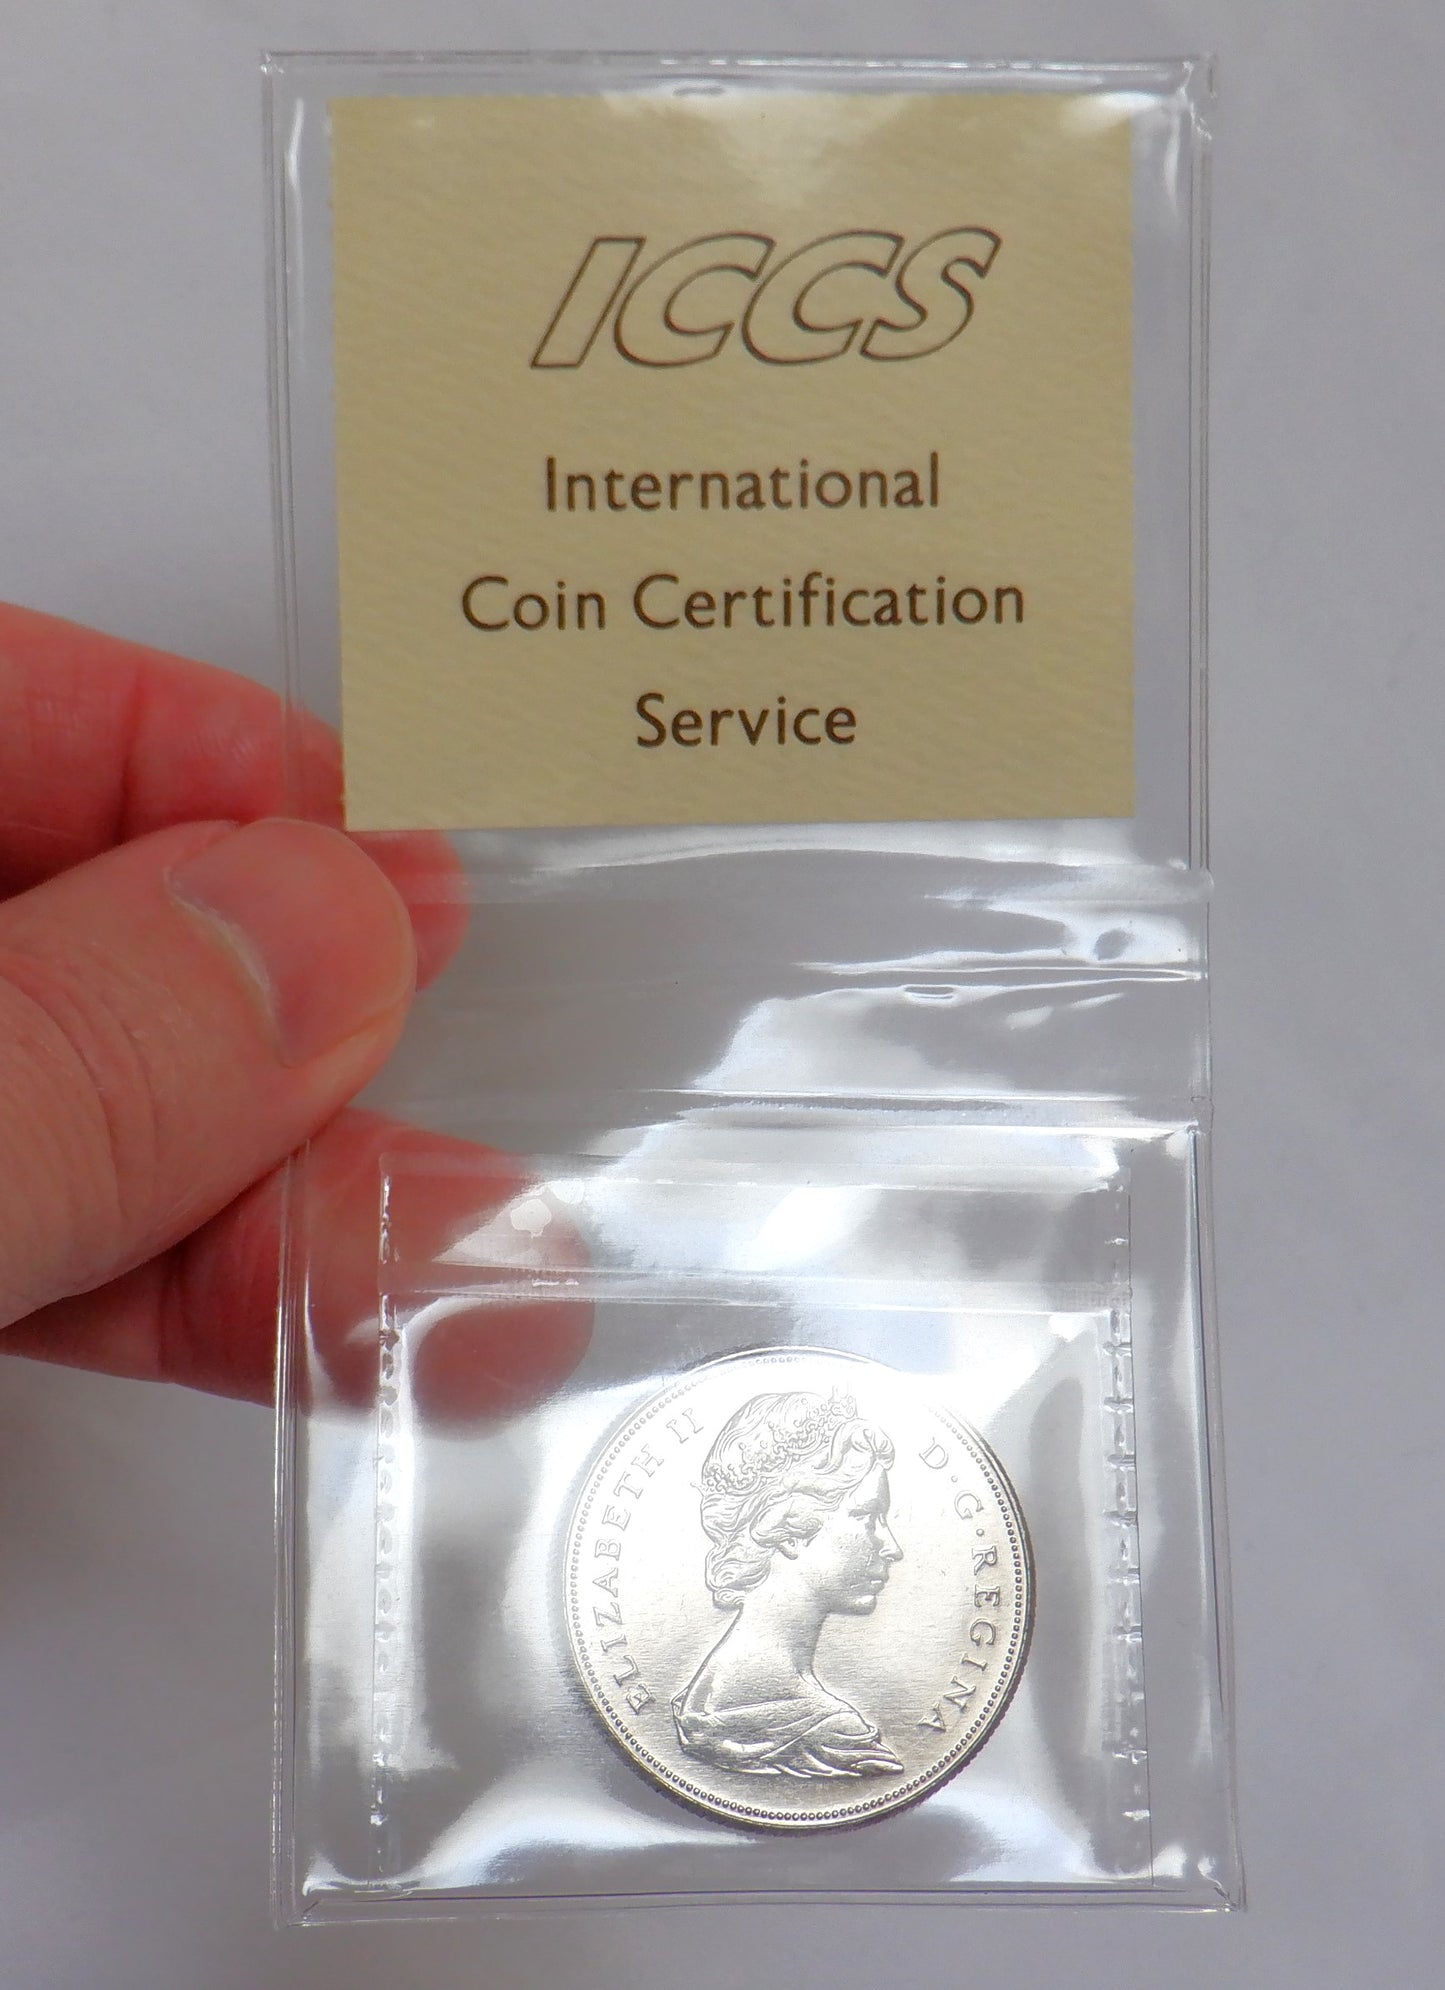 ICCS
International
Coin Certification
Service
ELIZABETH II D·G·REGINA